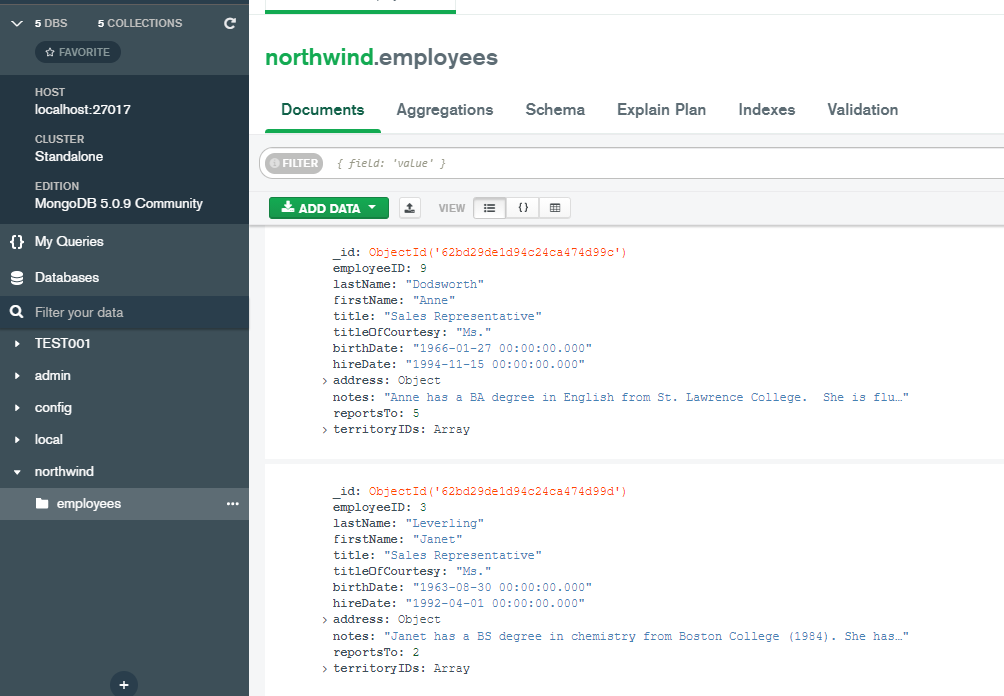 5 DBS 5 COLLECTIONS
FAVORITE
HOST
localhost:27017
CLUSTER
Standalone
EDITION
MongoDB 5.0.9 Community
{} My Queries
Databases
Filter your data
TEST001
admin
config
local
northwind
employees
northwind.employees
Documents Aggregations Schema Explain Plan Indexes Validation
FILTER { field: 'value' }
ADD DATA VIEW {}
_id: ObjectId('62bd29de1d94c24ca474d99c')
employeeID: 9
lastName: "Dodsworth"
firstName: "Anne"
title: "Sales Representative"
titleOfCourtesy: "Ms."
birthDate: "1966-01-27 00:00:00.000"
hireDate: "1994-11-15 00:00:00.000"
> address: Object
notes: "Anne has a BA degree in English from St. Lawrence College.  She is flu…"
reportsTo: 5
> territoryIDs: Array
_id: ObjectId('62bd29de1d94c24ca474d99d')
employeeID: 3
lastName: "Leverling"
firstName: "Janet"
title: "Sales Representative"
titleOfCourtesy: "Ms."
birthDate: "1963-08-30 00:00:00.000"
hireDate: "1992-04-01 00:00:00.000"
> address: Object
notes: "Janet has a BS degree in chemistry from Boston College (1984). She has…"
reportsTo: 2
> territoryIDs: Array